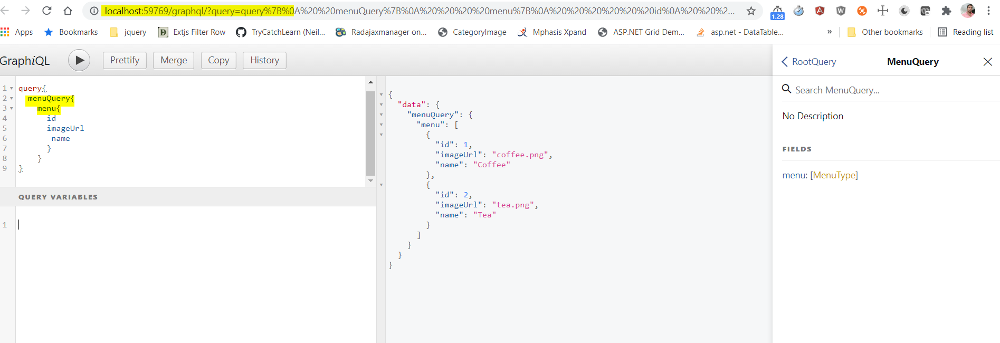 localhost:59769/graphql/?query=query%7B%0A%20%20menuQuery%7B%0A%20%20%20%20menu%7B%0A%20%20%20%20%20%20id%0A%20%20%2...
1.28
Apps Bookmarks jquery Extjs Filter Row TryCatchLearn (Neil... Radajaxmanager on... CategoryImage Mphasis Xpand ASP.NET Grid Dem... asp.net - DataTable... » Other bookmarks Reading list
GraphiQL Prettify Merge Copy History
1 query{
2 menuQuery{
3 menu{
4 id
5 imageUrl
6 name
7 }
8 }
9 }
QUERY VARIABLES
1
{
"data": {
"menuQuery": {
"menu": [
{
"id": 1,
"imageUrl": "coffee.png",
"name": "Coffee"
},
{
"id": 2,
"imageUrl": "tea.png",
"name": "Tea"
}
]
}
}
}
RootQuery MenuQuery
Search MenuQuery...
No Description
FIELDS
menu: [MenuType]